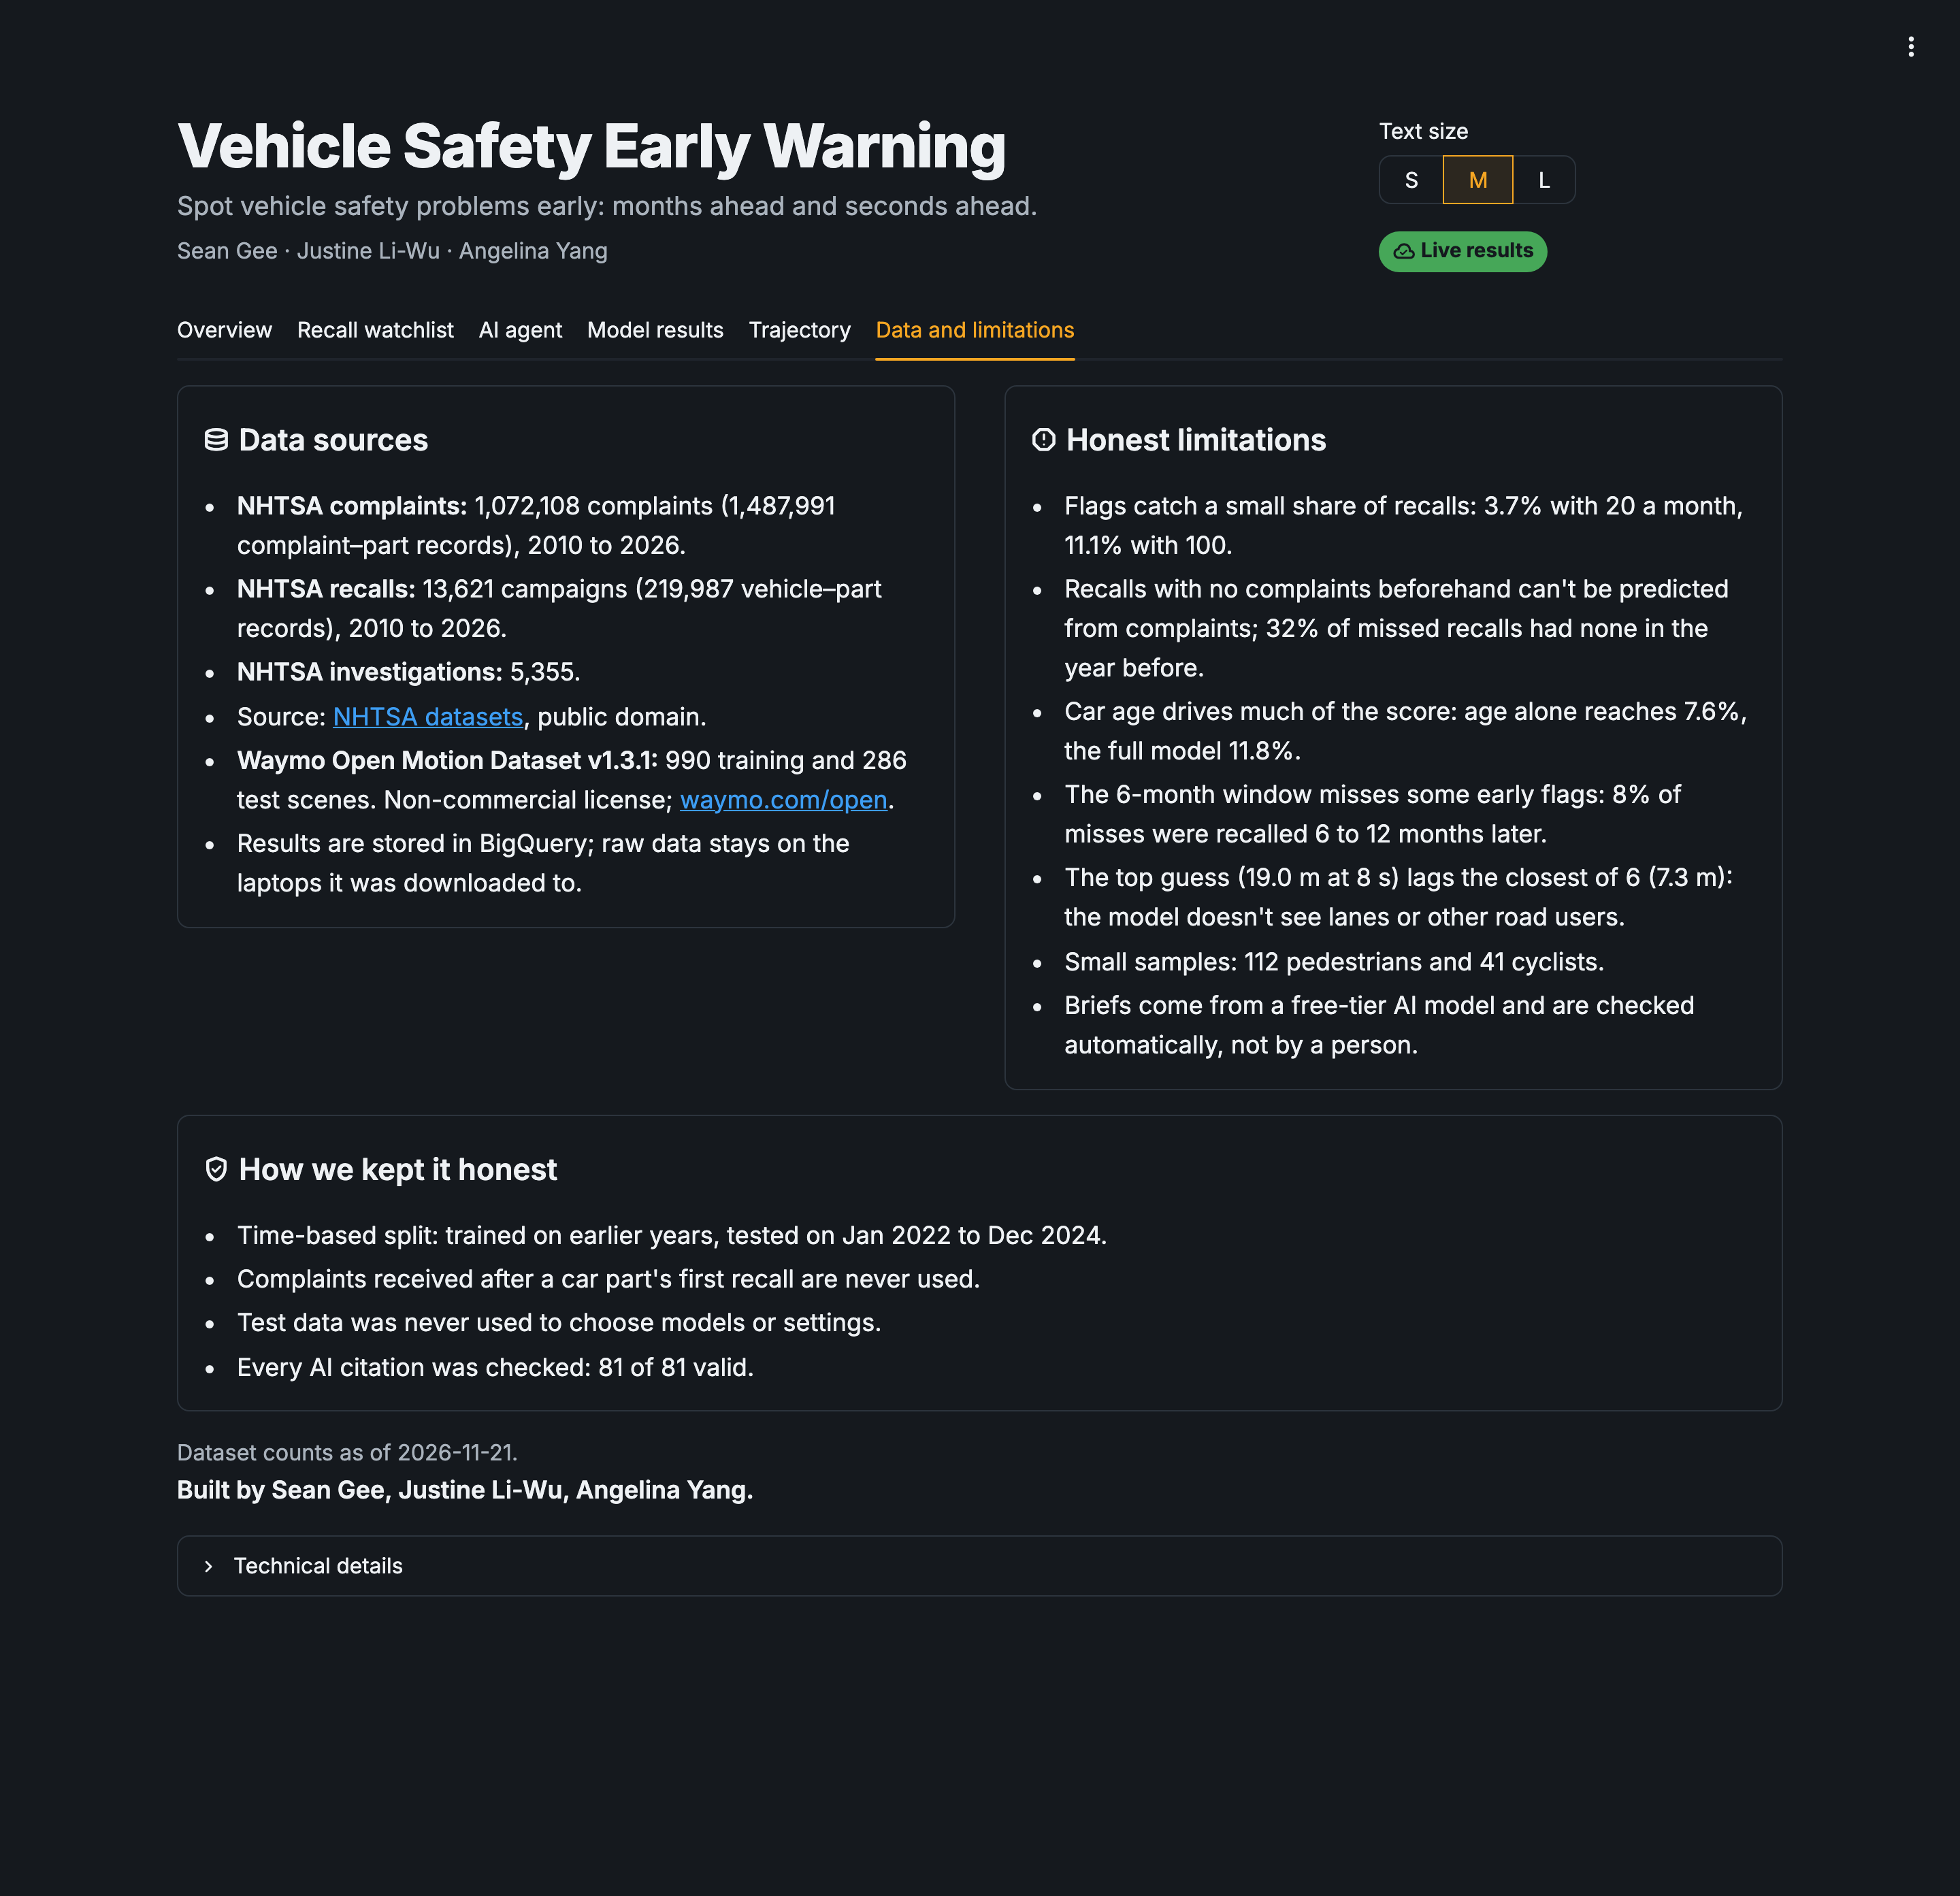 Vehicle Safety Early Warning
Spot vehicle safety problems early: months ahead and seconds ahead.
Sean Gee · Justine Li-Wu · Angelina Yang
Text size
S M L
Live results
Overview Recall watchlist AI agent Model results Trajectory Data and limitations
Data sources
• NHTSA complaints: 1,072,108 complaints (1,487,991
complaint–part records), 2010 to 2026.
• NHTSA recalls: 13,621 campaigns (219,987 vehicle–part
records), 2010 to 2026.
• NHTSA investigations: 5,355.
• Source: NHTSA datasets, public domain.
• Waymo Open Motion Dataset v1.3.1: 990 training and 286
test scenes. Non-commercial license; waymo.com/open.
• Results are stored in BigQuery; raw data stays on the
laptops it was downloaded to.
Honest limitations
• Flags catch a small share of recalls: 3.7% with 20 a month,
11.1% with 100.
• Recalls with no complaints beforehand can't be predicted
from complaints; 32% of missed recalls had none in the
year before.
• Car age drives much of the score: age alone reaches 7.6%,
the full model 11.8%.
• The 6-month window misses some early flags: 8% of
misses were recalled 6 to 12 months later.
• The top guess (19.0 m at 8 s) lags the closest of 6 (7.3 m):
the model doesn't see lanes or other road users.
• Small samples: 112 pedestrians and 41 cyclists.
• Briefs come from a free-tier AI model and are checked
automatically, not by a person.
How we kept it honest
• Time-based split: trained on earlier years, tested on Jan 2022 to Dec 2024.
• Complaints received after a car part's first recall are never used.
• Test data was never used to choose models or settings.
• Every AI citation was checked: 81 of 81 valid.
Dataset counts as of 2026-11-21.
Built by Sean Gee, Justine Li-Wu, Angelina Yang.
Technical details